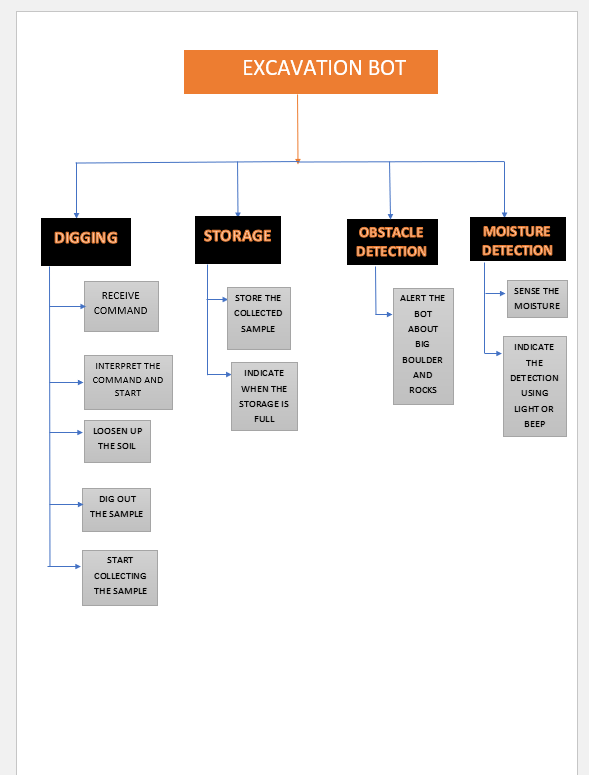 EXCAVATION BOT
DIGGING
RECEIVE
COMMAND
INTERPRET THE
COMMAND AND
START
LOOSEN UP
THE SOIL
DIG OUT
THE SAMPLE
START
COLLECTING
THE SAMPLE
STORAGE
STORE THE
COLLECTED
SAMPLE
INDICATE
WHEN THE
STORAGE IS
FULL
OBSTACLE
DETECTION
ALERT THE
BOT
ABOUT
BIG
BOULDER
AND
ROCKS
MOISTURE
DETECTION
SENSE THE
MOISTURE
INDICATE
THE
DETECTION
USING
LIGHT OR
BEEP